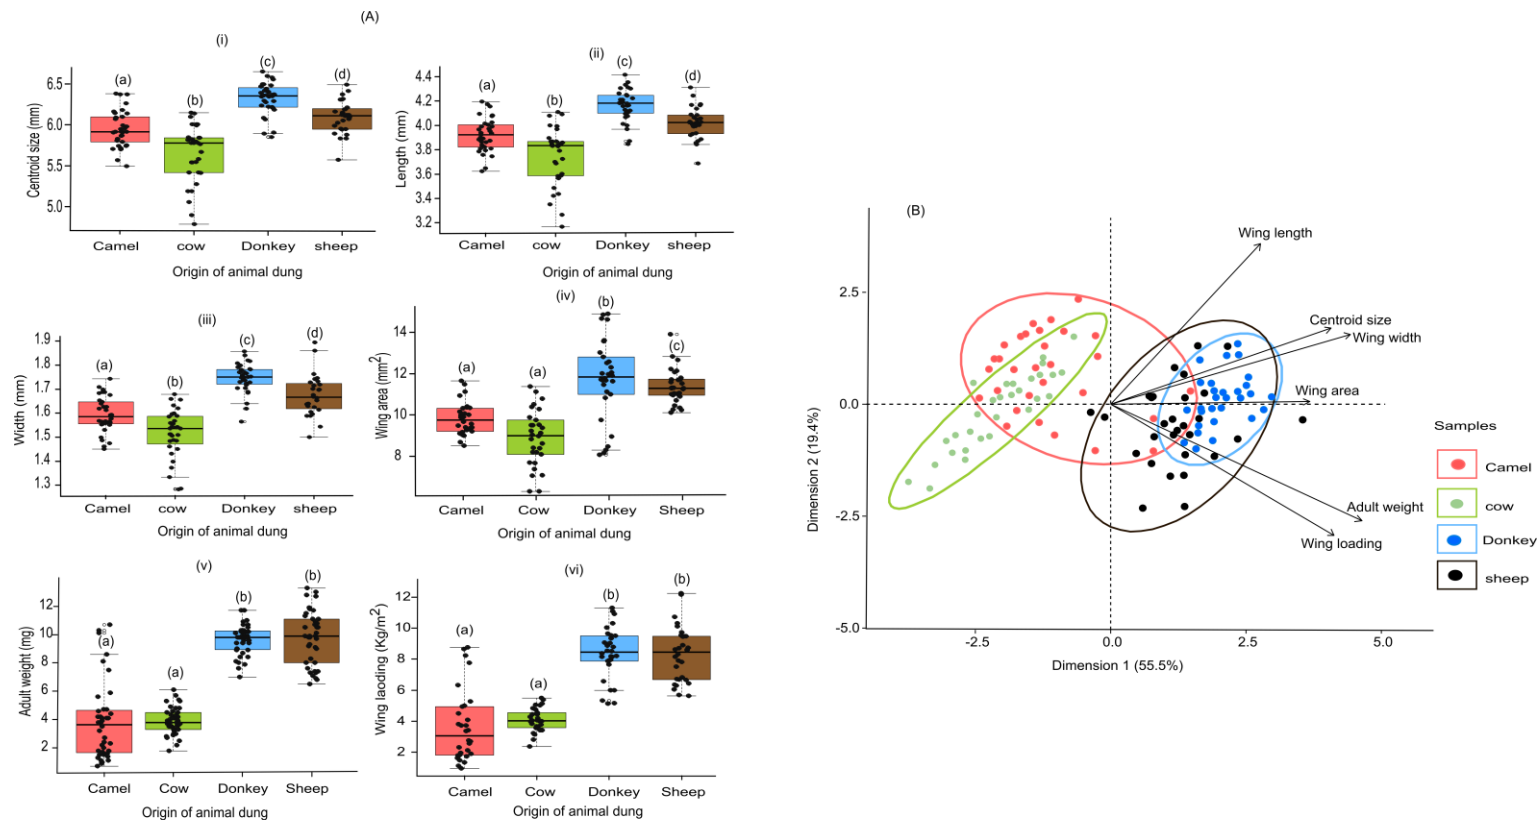 (A)
(i)
Centroid size (mm)
6.5
6.0
5.5
5.0
(a)
(b)
(c)
(d)
Camel
cow
Donkey
sheep
Origin of animal dung
(ii)
Length (mm)
4.4
4.2
4.0
3.8
3.6
3.4
3.2
(a)
(b)
(c)
(d)
Camel
cow
Donkey
sheep
Origin of animal dung
(iii)
Width (mm)
1.9
1.8
1.7
1.6
1.5
1.4
1.3
(a)
(b)
(c)
(d)
Camel
cow
Donkey
sheep
Origin of animal dung
(iv)
Wing area (mm²)
14
12
10
8
(a)
(a)
(b)
(c)
Camel
Cow
Donkey
Sheep
Origin of animal dung
(v)
Adult weight (mg)
12
10
8
6
4
2
(a)
(a)
(b)
(b)
Camel
Cow
Donkey
Sheep
Origin of animal dung
(vi)
Wing laoding (Kg/m²)
12
10
8
6
4
2
(a)
(a)
(b)
(b)
Camel
Cow
Donkey
Sheep
Origin of animal dung
(B)
Dimension 2 (19.4%)
2.5
0.0
-2.5
-5.0
Wing length
Centroid size
Wing width
Wing area
Adult weight
Wing loading
-2.5
0.0
2.5
5.0
Dimension 1 (55.5%)
Samples
Camel
cow
Donkey
sheep